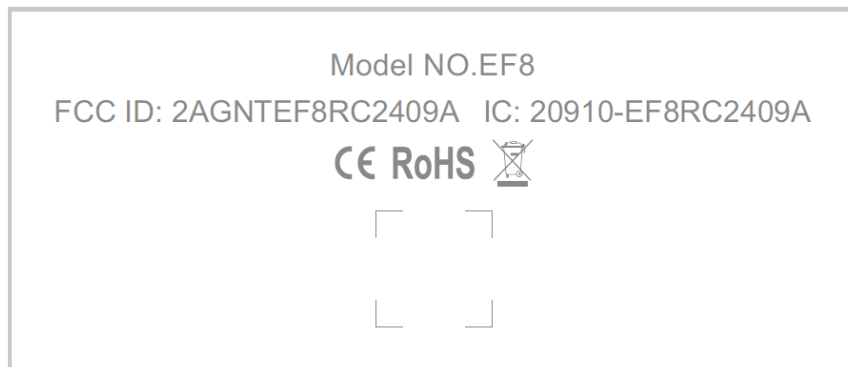 Model NO.EF8
FCC ID: 2AGNTEF8RC2409A IC: 20910-EF8RC2409A
CE RoHS